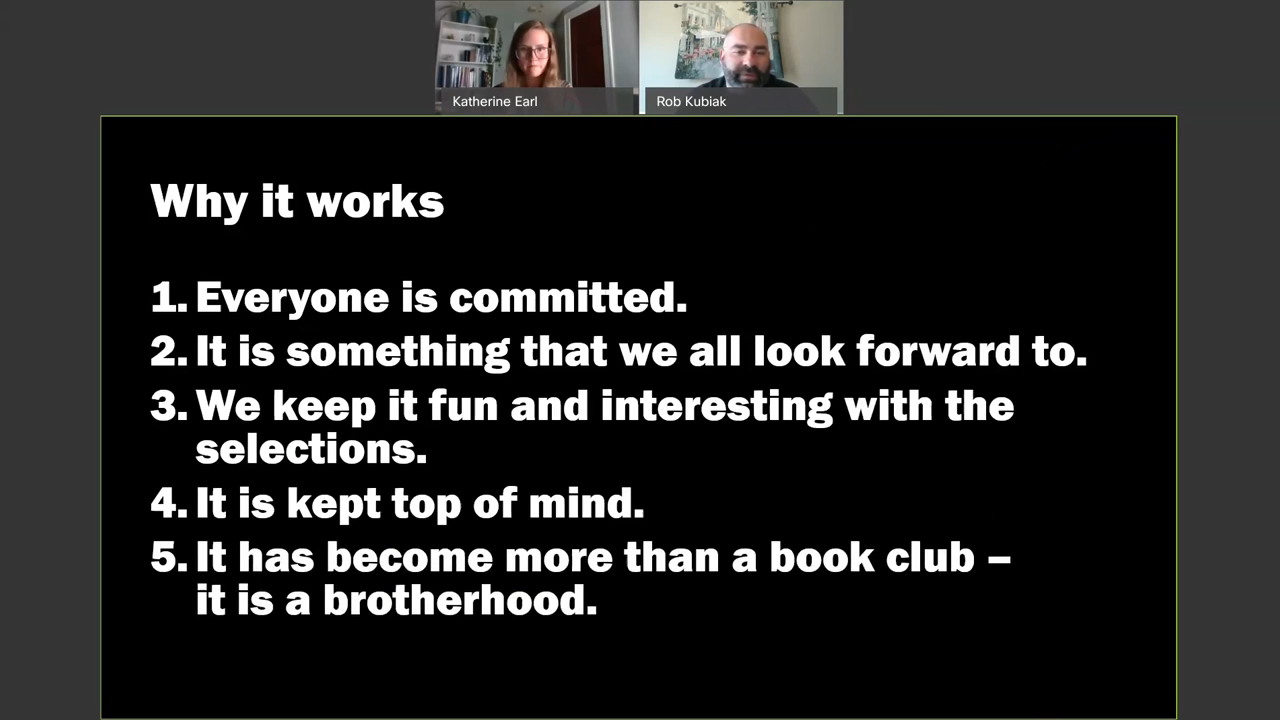 Katherine Earl
Rob Kubiak
Why it works
1. Everyone is committed.
2. It is something that we all look forward to.
3. We keep it fun and interesting with the
selections.
4. It is kept top of mind.
5. It has become more than a book club –
it is a brotherhood.